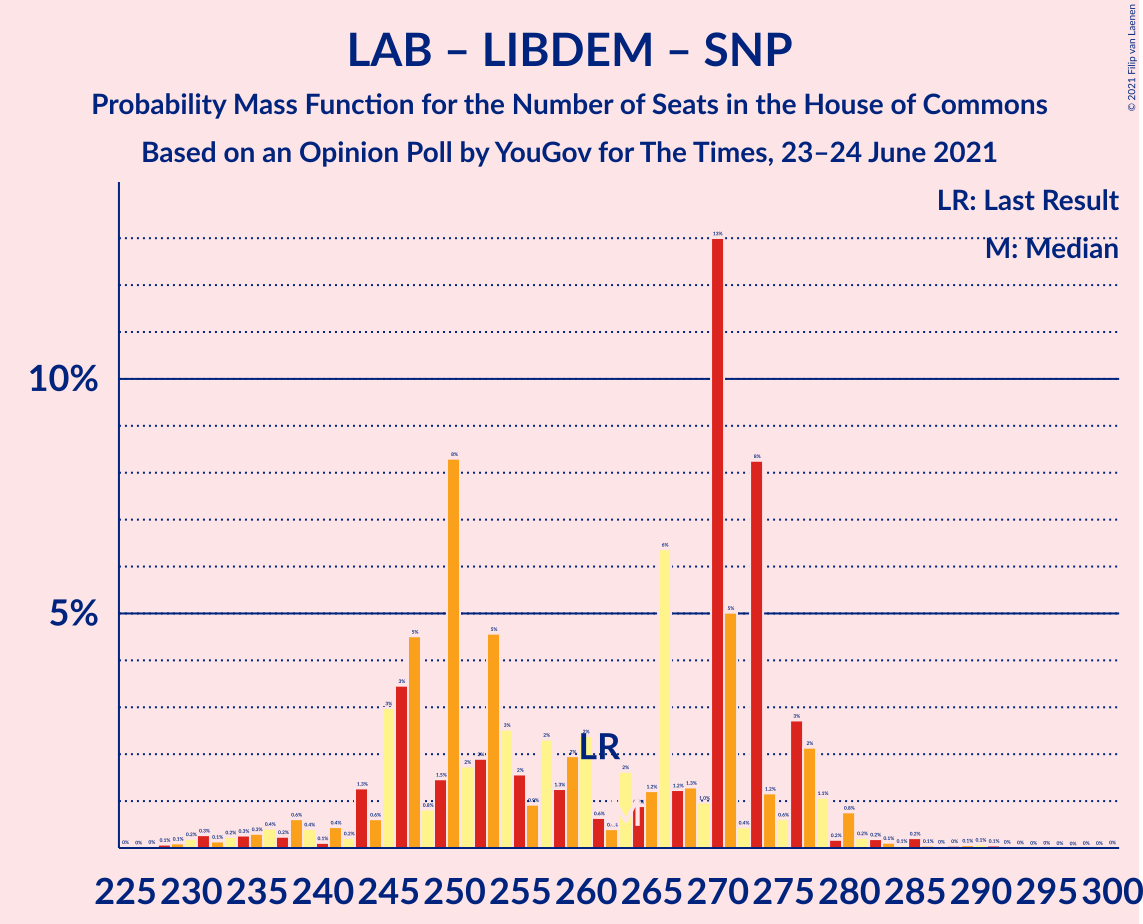 LAB – LIBDEM – SNP
Probability Mass Function for the Number of Seats in the House of Commons
Based on an Opinion Poll by YouGov for The Times, 23–24 June 2021
© 2021 Filip van Laenen
LR: Last Result
M: Median
10%
5%
LR
M
225 230 235 240 245 250 255 260 265 270 275 280 285 290 295 300